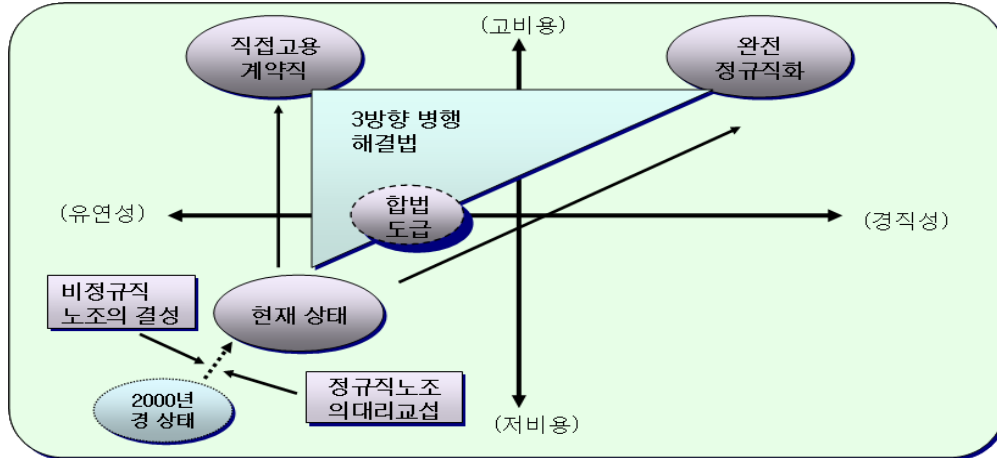 (고비용)
직접고용
계약직
완전
정규직화
3방향 병행
해결법
(유연성)
합법
도급
(경직성)
비정규직
노조의 결성
현재 상태
2000년
경 상태
정규직노조
의대리교섭
(저비용)